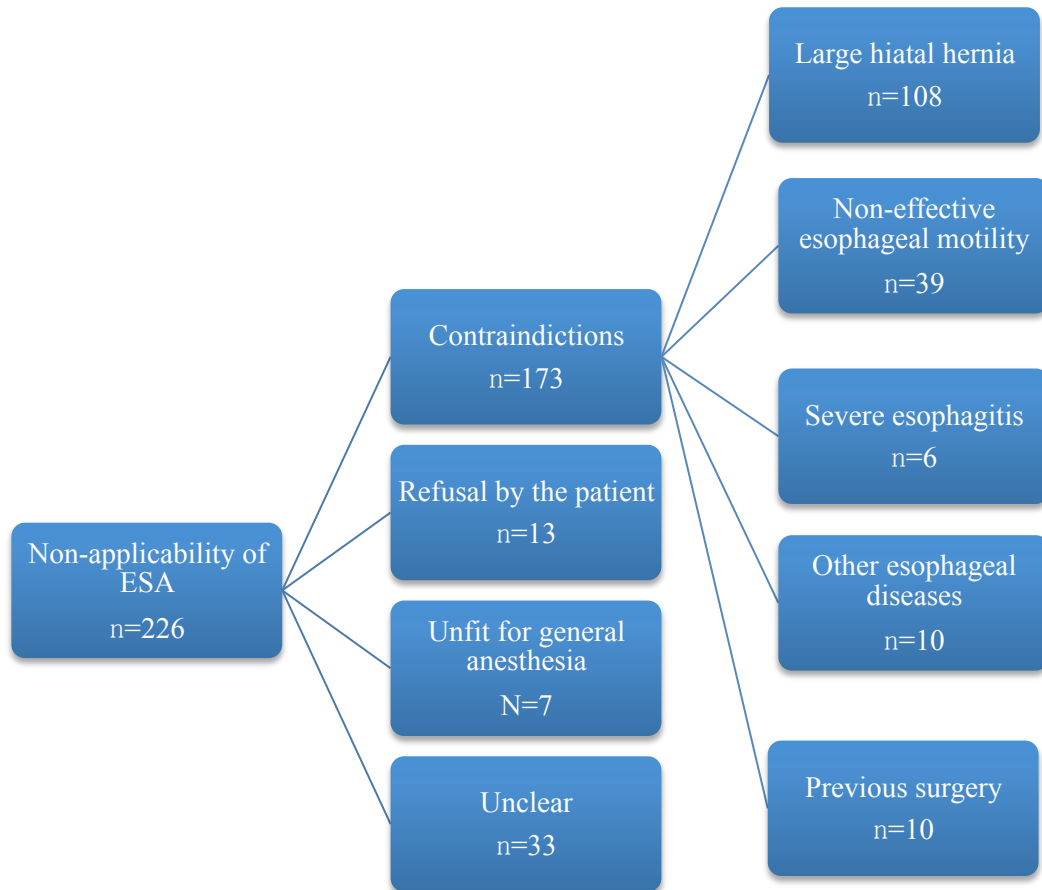 Non-applicability of
ESA
n=226
Contraindictions
n=173
Refusal by the patient
n=13
Unfit for general
anesthesia
N=7
Unclear
n=33
Large hiatal hernia
n=108
Non-effective
esophageal motility
n=39
Severe esophagitis
n=6
Other esophageal
diseases
n=10
Previous surgery
n=10